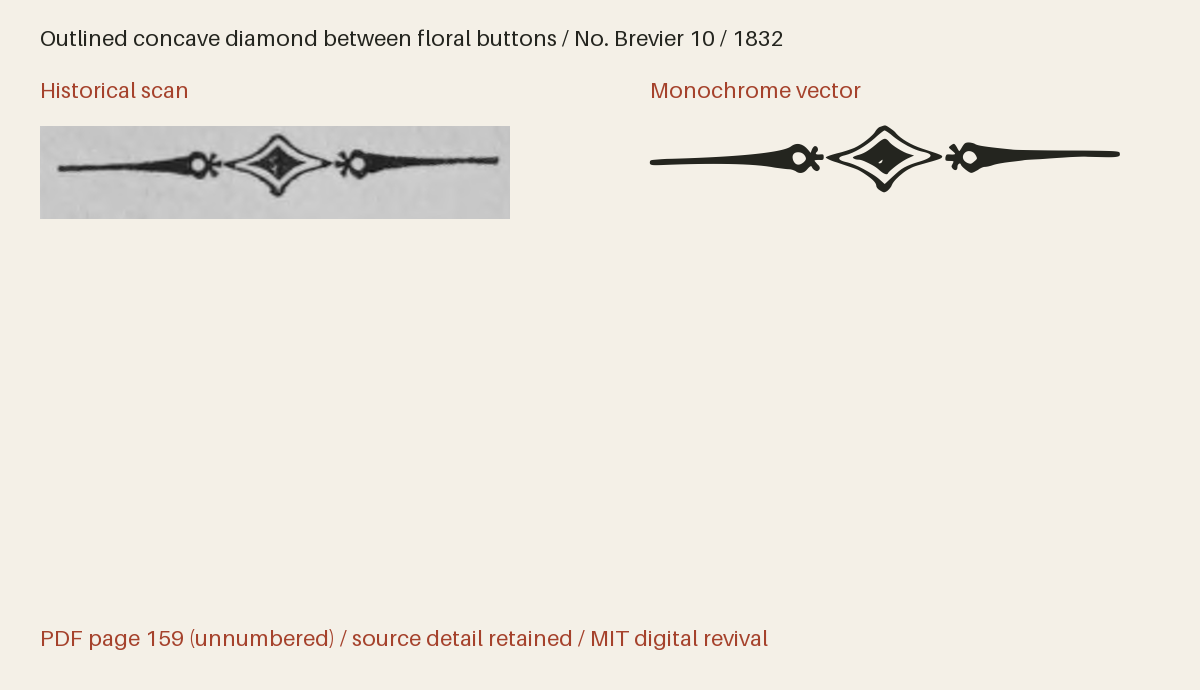 Outlined concave diamond between floral buttons / No. Brevier 10 / 1832
Historical scan
Monochrome vector
PDF page 159 (unnumbered) / source detail retained / MIT digital revival